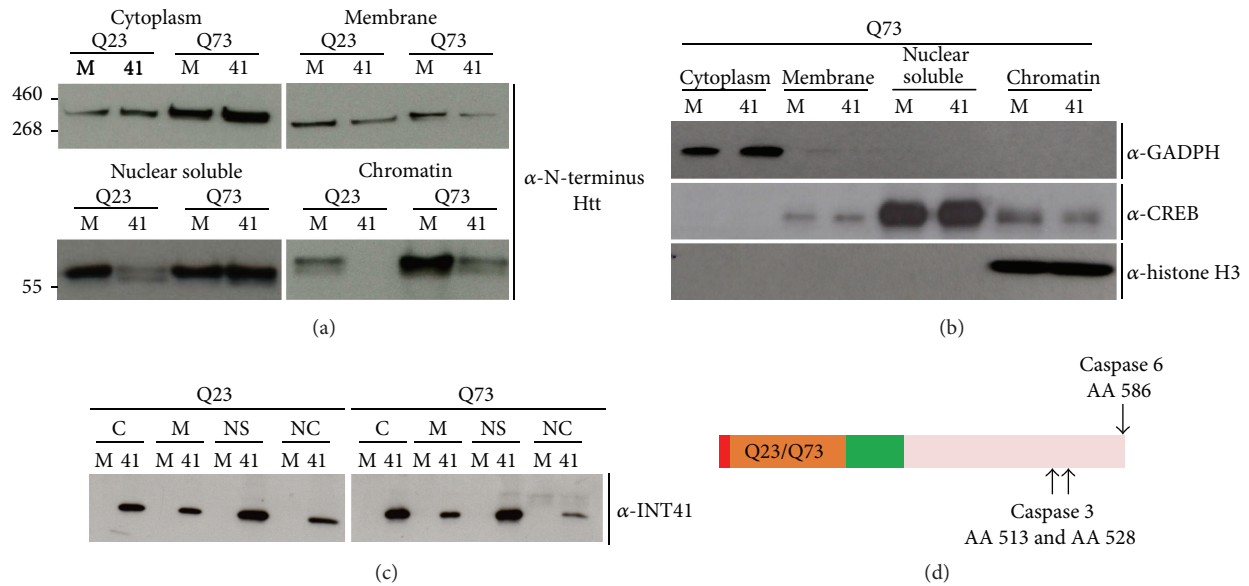 Cytoplasm Membrane
Q23 Q73 Q23 Q73
M 41 M 41 M 41 M 41
460
268
Nuclear soluble Chromatin
Q23 Q73 Q23 Q73
M 41 M 41 M 41 M 41
55
α-N-terminus
Htt
(a)
Q73
Cytoplasm Membrane Nuclear soluble Chromatin
M 41 M 41 M 41 M 41
α-GADPH
α-CREB
α-histone H3
(b)
Q23 Q73
C M NS NC C M NS NC
M 41 M 41 M 41 M 41 M 41 M 41 M 41 M 41
α-INT41
(c)
Caspase 6
AA 586
Q23/Q73
Caspase 3
AA 513 and AA 528
(d)